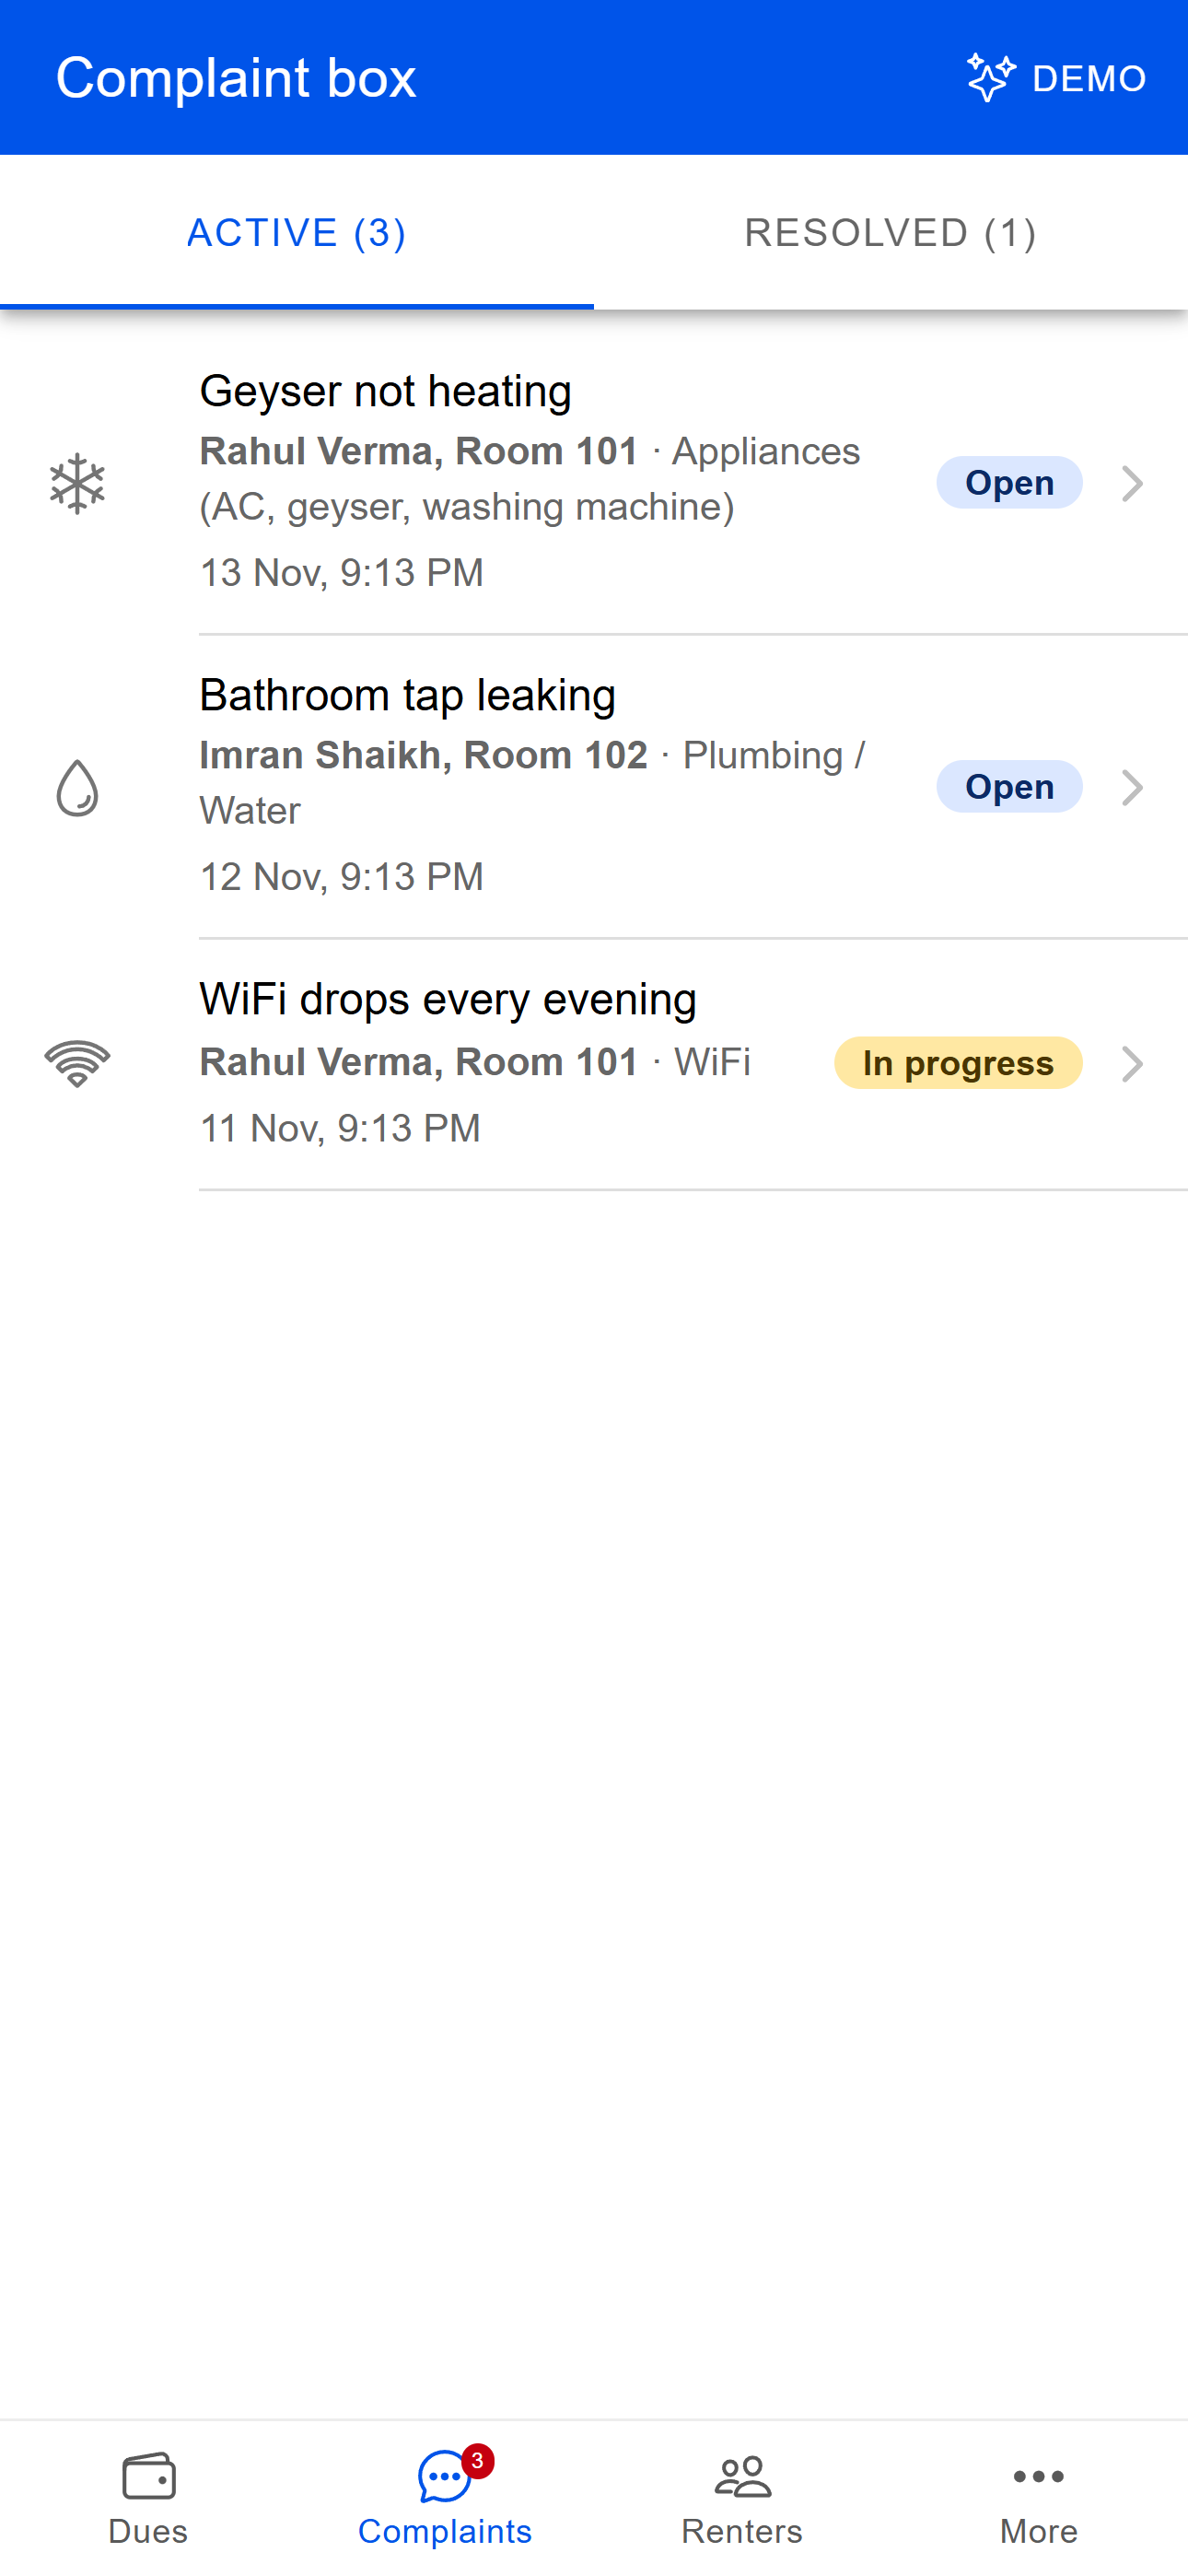 Complaint box
DEMO
ACTIVE (3)
RESOLVED (1)
Geyser not heating
Rahul Verma, Room 101 · Appliances
(AC, geyser, washing machine)
13 Nov, 9:13 PM
Open
Bathroom tap leaking
Imran Shaikh, Room 102 · Plumbing /
Water
12 Nov, 9:13 PM
Open
WiFi drops every evening
Rahul Verma, Room 101 · WiFi
11 Nov, 9:13 PM
In progress
Dues
3
Complaints
Renters
More